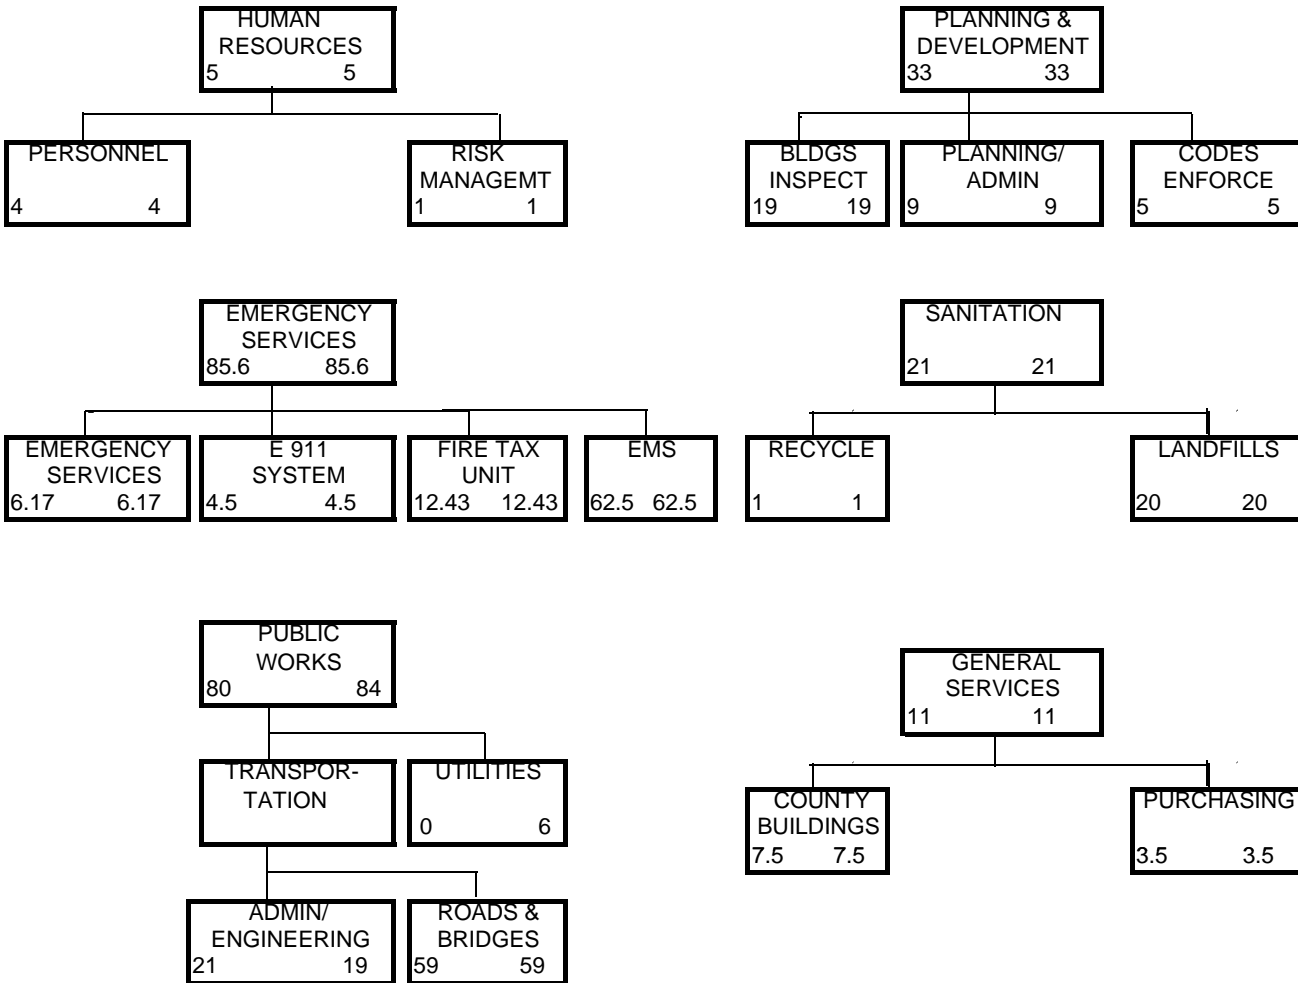 HUMAN
RESOURCES
5 5
PERSONNEL
4 4
RISK
MANAGEMT
1 1
PLANNING &
DEVELOPMENT
33 33
BLDGS
INSPECT
19 19
PLANNING/
ADMIN
9 9
CODES
ENFORCE
5 5
EMERGENCY
SERVICES
85.6 85.6
EMERGENCY
SERVICES
6.17 6.17
E 911
SYSTEM
4.5 4.5
FIRE TAX
UNIT
12.43 12.43
EMS
62.5 62.5
SANITATION
21 21
RECYCLE
1 1
LANDFILLS
20 20
PUBLIC
WORKS
80 84
TRANSPOR-
TATION
UTILITIES
0 6
ADMIN/
ENGINEERING
21 19
ROADS &
BRIDGES
59 59
GENERAL
SERVICES
11 11
COUNTY
BUILDINGS
7.5 7.5
PURCHASING
3.5 3.5